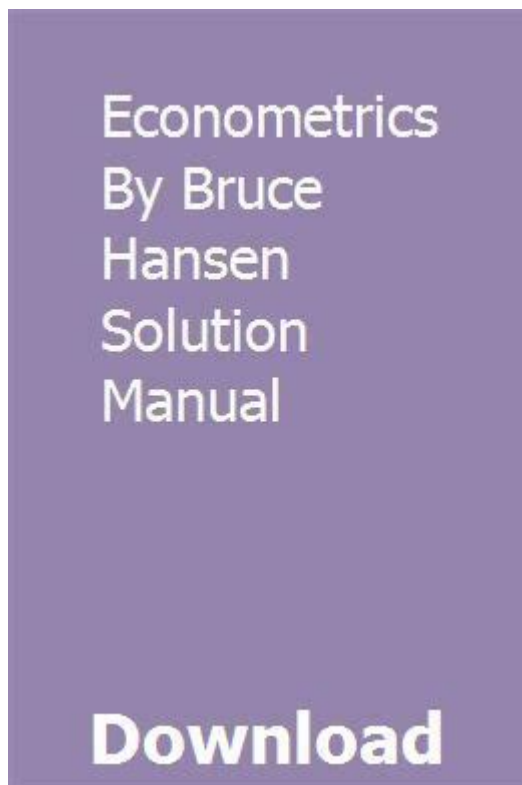 Econometrics
By Bruce
Hansen
Solution
Manual
Download